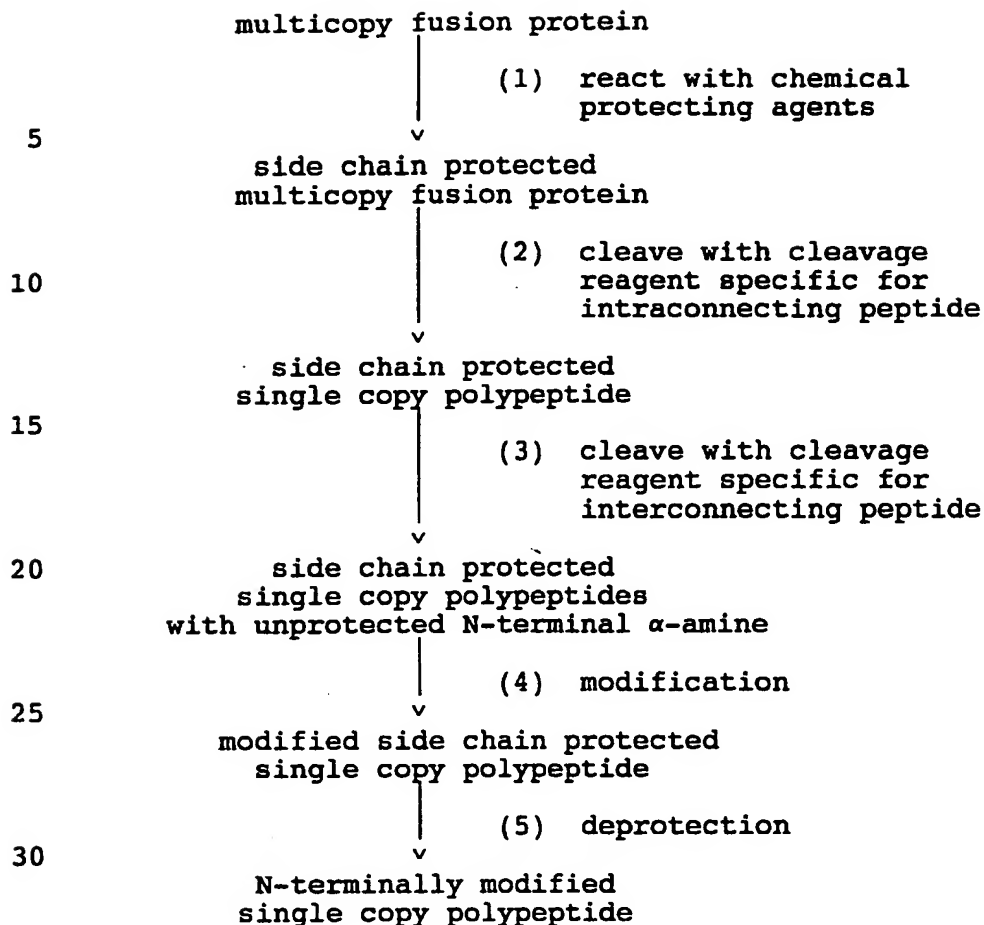 multicopy fusion protein
(1) react with chemical
protecting agents
5
side chain protected
multicopy fusion protein
(2) cleave with cleavage
10 reagent specific for
intraconnecting peptide
side chain protected
single copy polypeptide
15
(3) cleave with cleavage
reagent specific for
interconnecting peptide
20 side chain protected
single copy polypeptides
with unprotected N-terminal α-amine
(4) modification
25
modified side chain protected
single copy polypeptide
(5) deprotection
30
N-terminally modified
single copy polypeptide